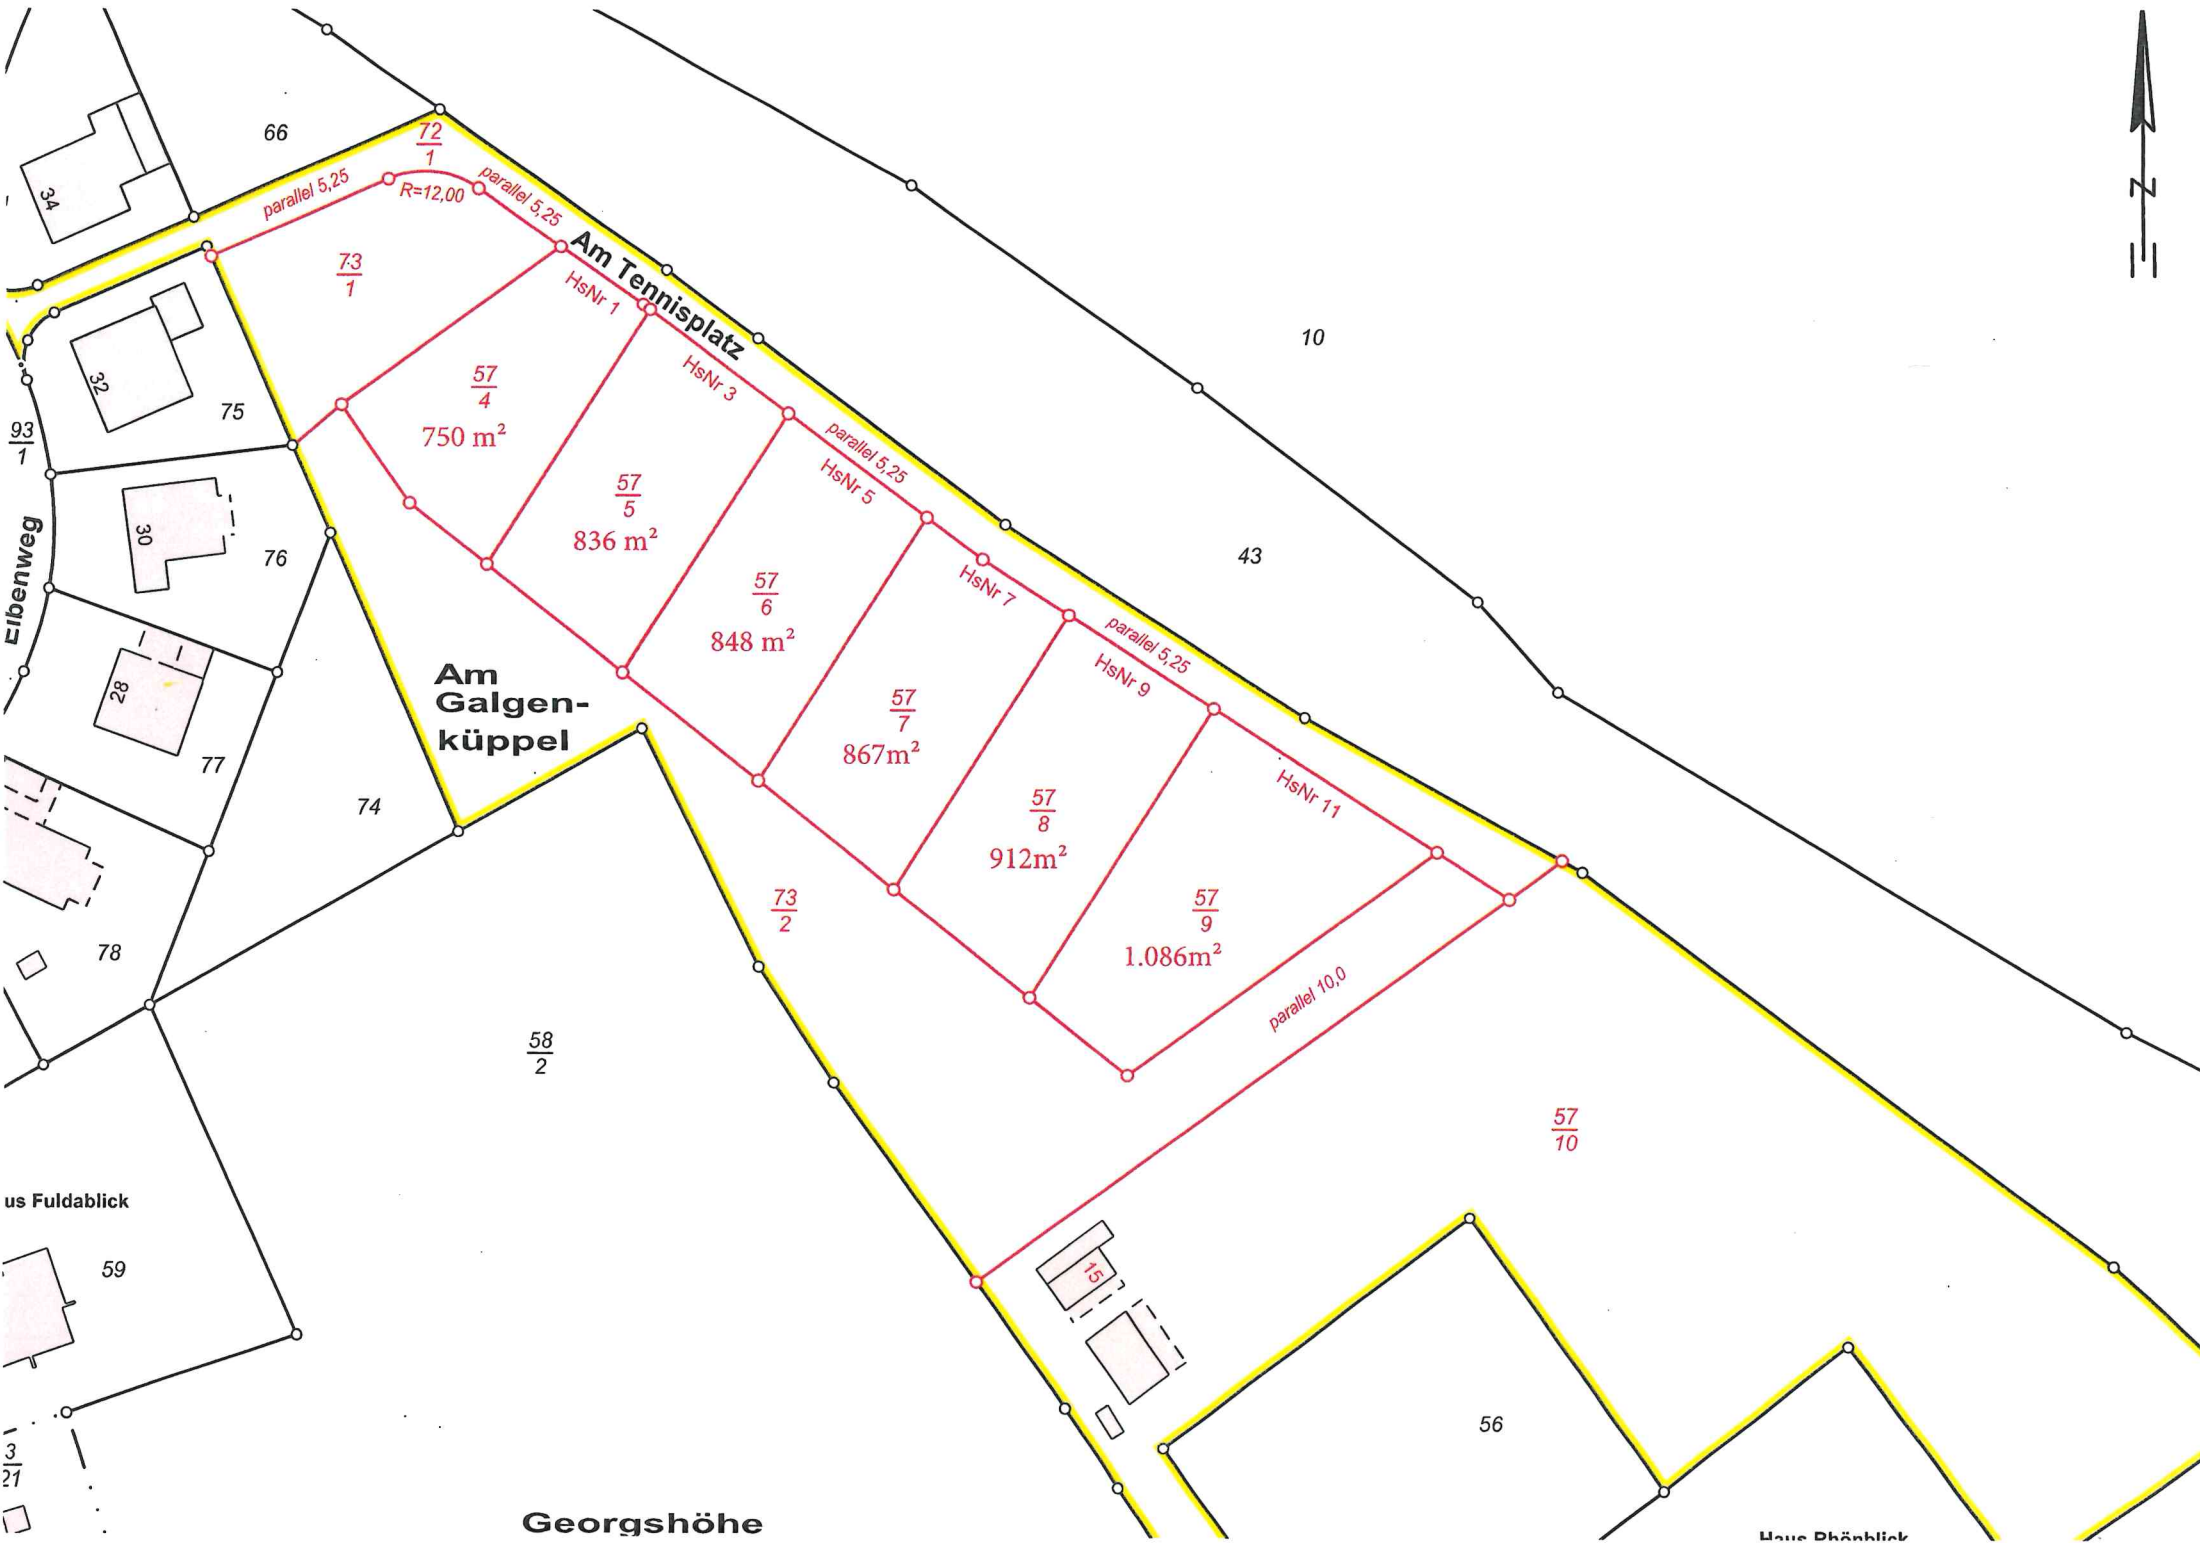 66
34
72
1
parallel 5,25
R=12,00
parallel 5,25
Am Tennisplatz
73
1
HsNr 1
10
HsNr 3
32
75
57
4
750 m²
93
1
parallel 5,25
HsNr 5
57
5
836 m²
30
76
43
Elbenweg
HsNr 7
57
6
848 m²
parallel 5,25
HsNr 9
28
Am
Galgen-
küppel
57
7
867m²
77
74
HsNr 11
57
8
912m²
73
2
57
9
1.086m²
78
parallel 10,0
58
2
57
10
us Fuldablick
59
15
56
3
21
Georgshöhe
Haus Rhönblick
N